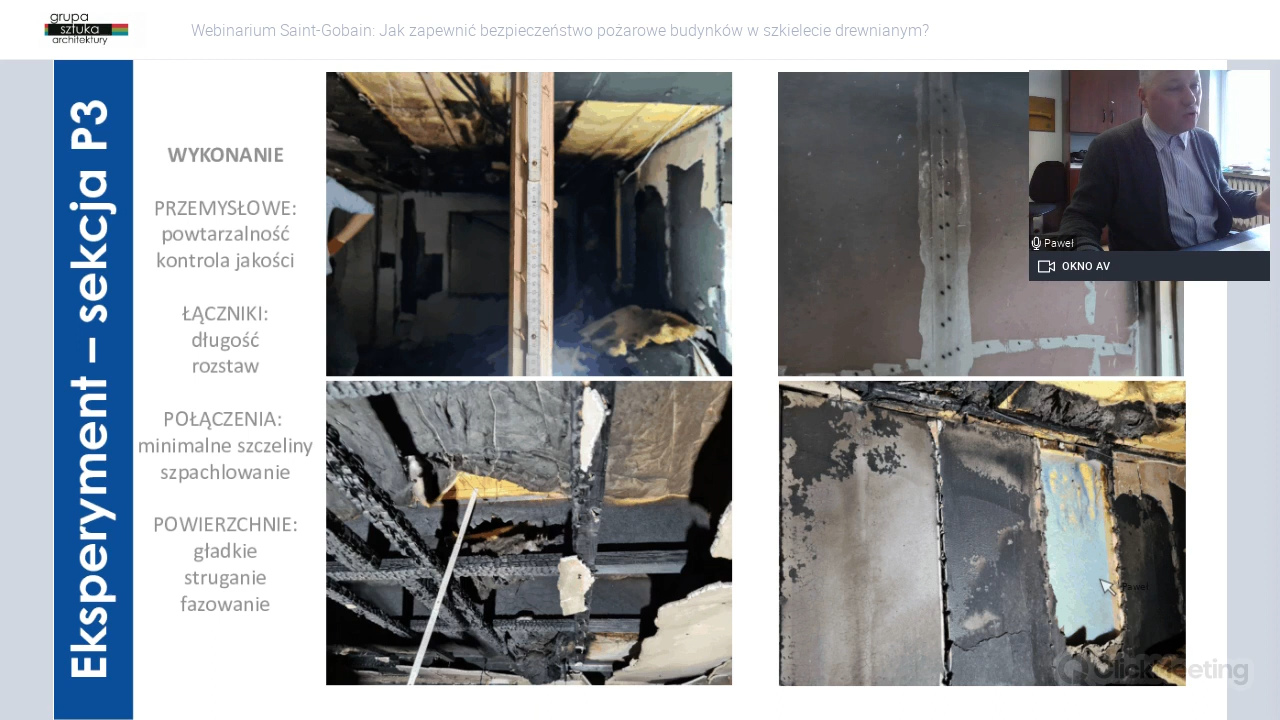 grupa
sztuka
architektury
Webinarium Saint-Gobain: Jak zapewnić bezpieczeństwo pożarowe budynków w szkielecie drewnianym?
Eksperyment – sekcja P3
WYKONANIE
PRZEMYSŁOWE:
powtarzalność
kontrola jakości
ŁĄCZNIKI:
długość
rozstaw
POŁĄCZENIA:
minimalne szczeliny
szpachlowanie
POWIERZCHNIE:
gładkie
struganie
fazowanie
Paweł
OKNO AV
Paweł
ClickMeeting